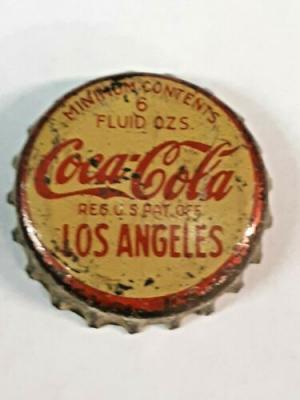 MINIMUM CONTENTS
6
FLUID OZS.
Coca-Cola
REG. U.S. PAT. OFF.
LOS ANGELES